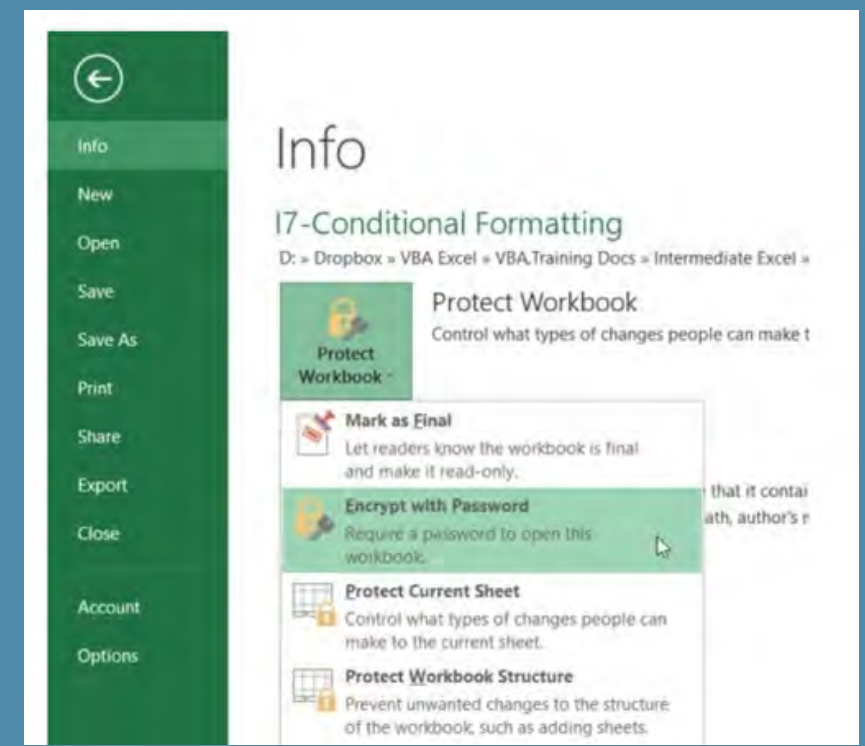 Info
New
Open
Save
Save As
Print
Share
Export
Close
Account
Options
Info
I7-Conditional Formatting
D: » Dropbox » VBA Excel » VBA.Training Docs » Intermediate Excel »
Protect
Workbook
Protect Workbook
Control what types of changes people can make t
Mark as Final
Let readers know the workbook is final
and make it read-only.
Encrypt with Password
Require a password to open this
workbook.
that it contai
ath, author's
Protect Current Sheet
Control what types of changes people can
make to the current sheet.
Protect Workbook Structure
Prevent unwanted changes to the structure
of the workbook, such as adding sheets.